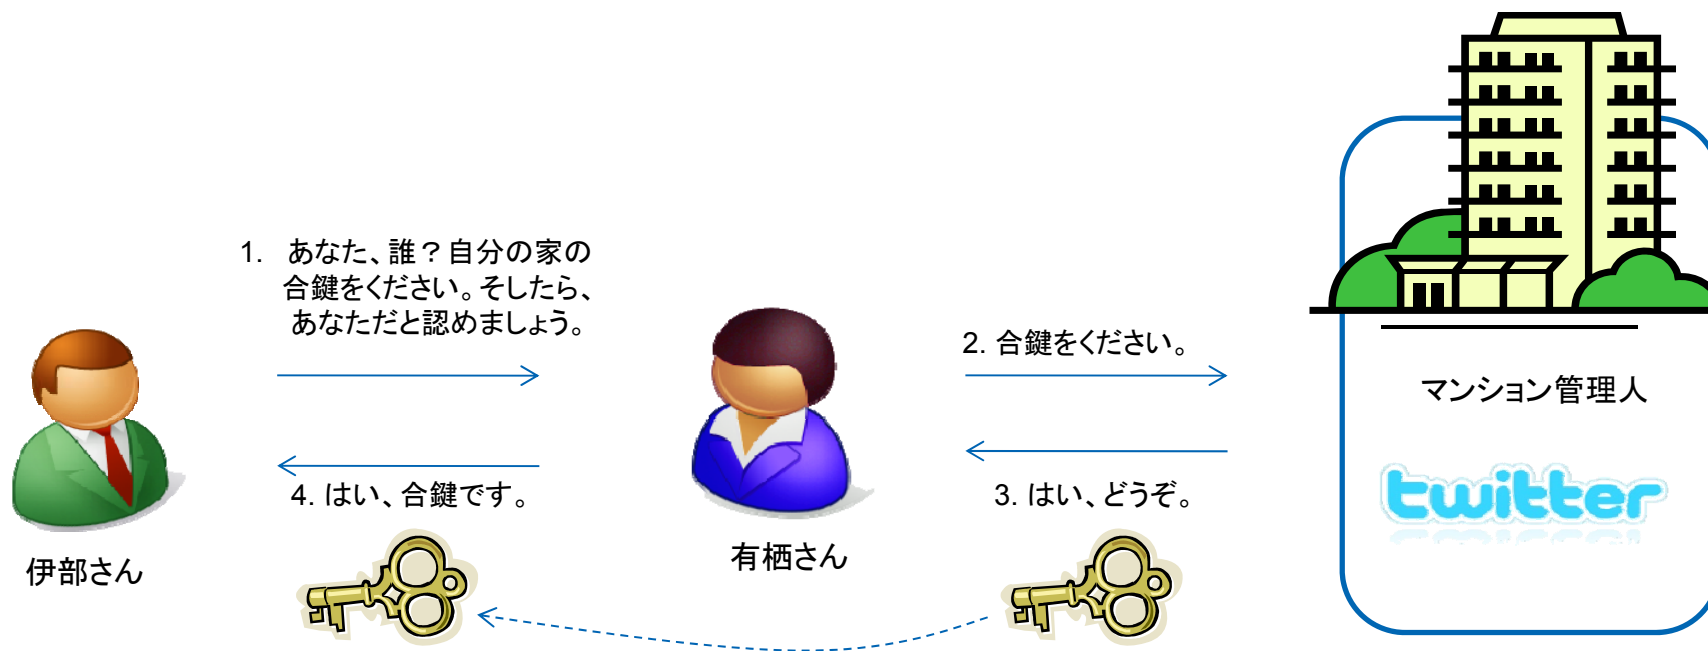 1. あなた、誰？自分の家の
合鍵をください。そしたら、
あなただと認めましょう。
2. 合鍵をください。
マンション管理人
4. はい、合鍵です。
3. はい、どうぞ。
twitter
伊部さん
有栖さん